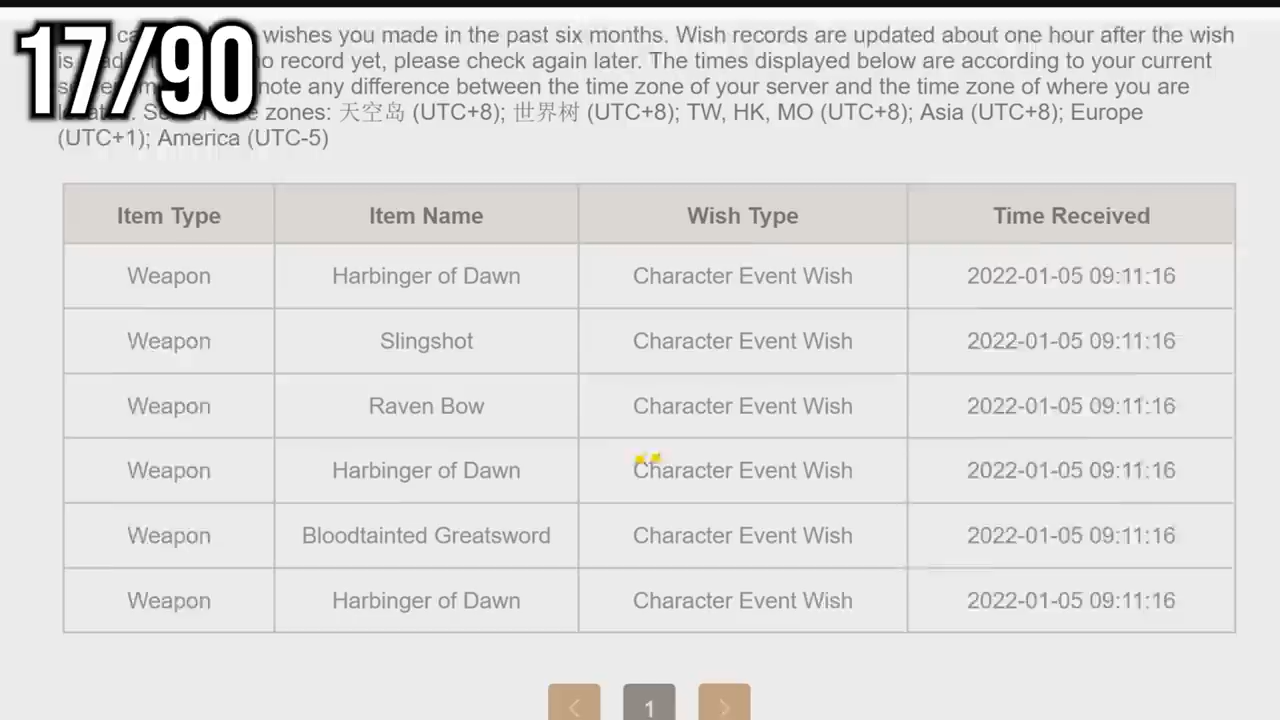 17/90
wishes you made in the past six months. Wish records are updated about one hour after the wish
record yet, please check again later. The times displayed below are according to your current
note any difference between the time zone of your server and the time zone of where you are
zones: 天空岛 (UTC+8); 世界树 (UTC+8); TW, HK, MO (UTC+8); Asia (UTC+8); Europe
(UTC+1); America (UTC-5)
Item Type Item Name Wish Type Time Received
Weapon Harbinger of Dawn Character Event Wish 2022-01-05 09:11:16
Weapon Slingshot Character Event Wish 2022-01-05 09:11:16
Weapon Raven Bow Character Event Wish 2022-01-05 09:11:16
Weapon Harbinger of Dawn Character Event Wish 2022-01-05 09:11:16
Weapon Bloodtainted Greatsword Character Event Wish 2022-01-05 09:11:16
Weapon Harbinger of Dawn Character Event Wish 2022-01-05 09:11:16
1